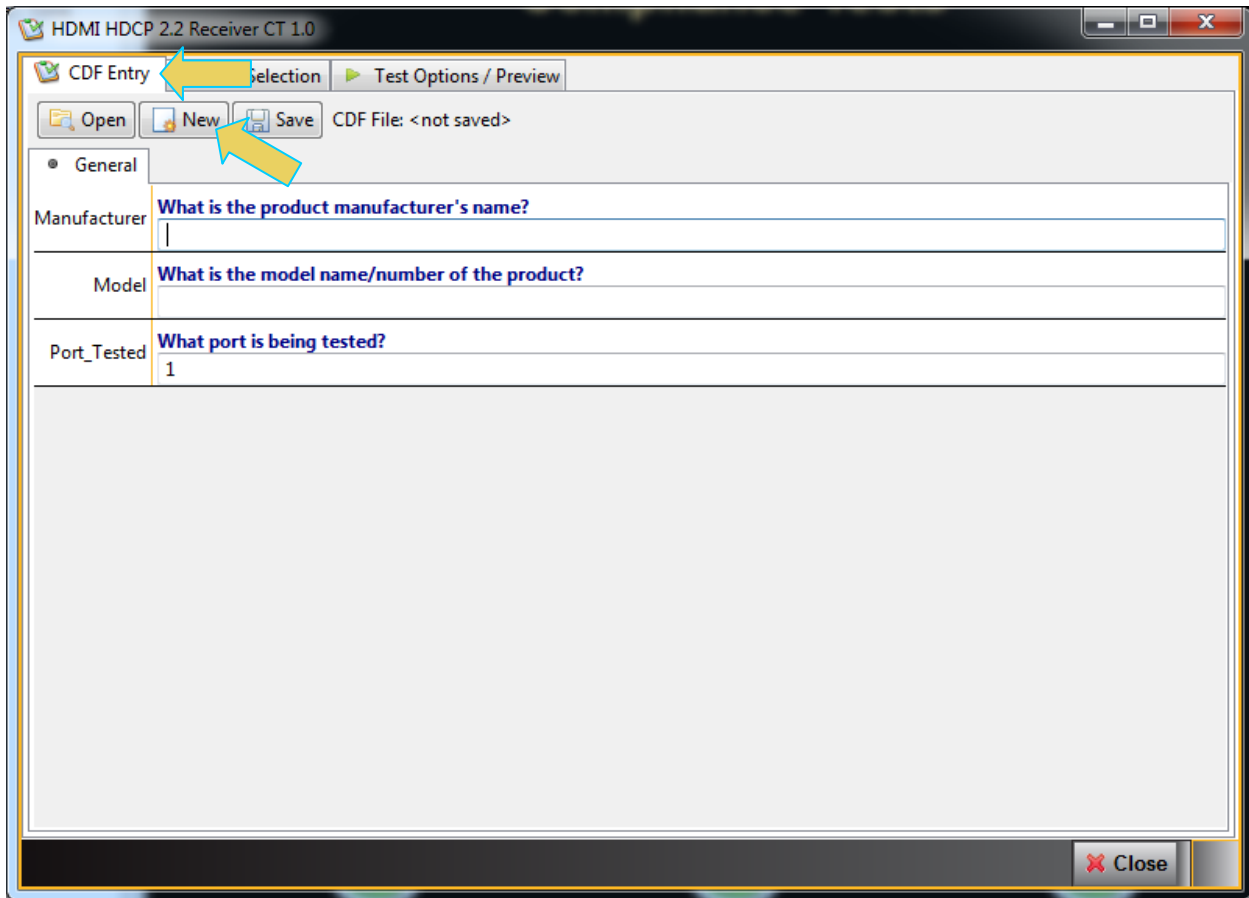 HDMI HDCP 2.2 Receiver CT 1.0
CDF Entry Selection Test Options / Preview
Open New Save CDF File: <not saved>
General
Manufacturer What is the product manufacturer's name?
Model What is the model name/number of the product?
Port_Tested What port is being tested?
1
Close